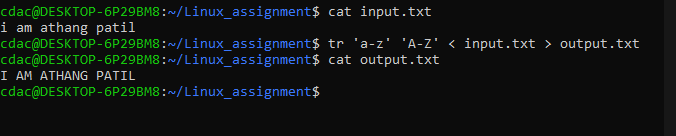 cdac@DESKTOP-6P29BM8:~/Linux_assignment$ cat input.txt
i am athang patil
cdac@DESKTOP-6P29BM8:~/Linux_assignment$ tr 'a-z' 'A-Z' < input.txt > output.txt
cdac@DESKTOP-6P29BM8:~/Linux_assignment$ cat output.txt
I AM ATHANG PATIL
cdac@DESKTOP-6P29BM8:~/Linux_assignment$